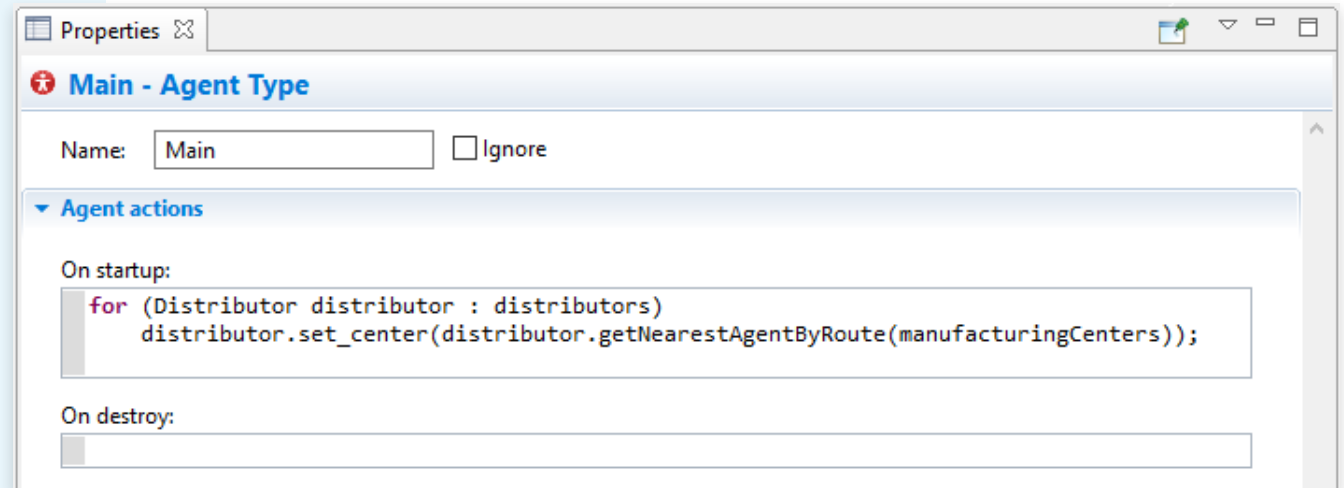 Properties
Main - Agent Type
Name: Main Ignore
Agent actions
On startup:
for (Distributor distributor : distributors)
    distributor.set_center(distributor.getNearestAgentByRoute(manufacturingCenters));
On destroy: